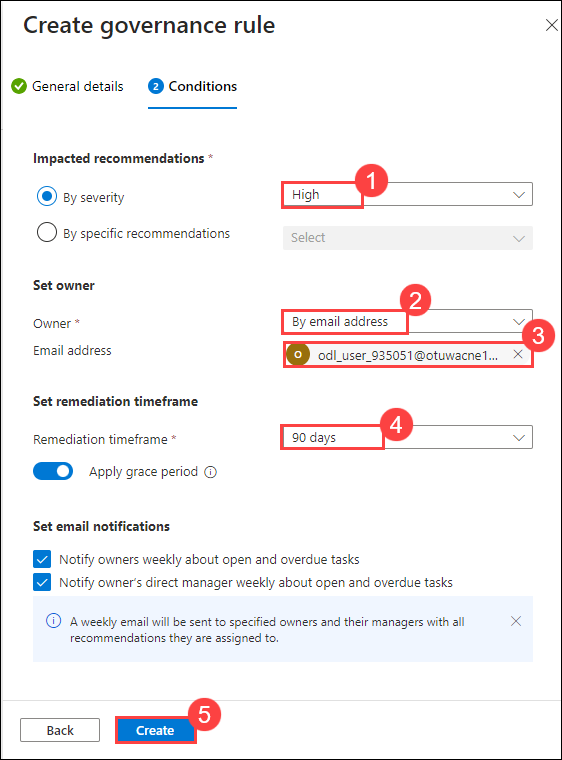 Create governance rule
General details
2 Conditions
Impacted recommendations *
1
By severity
High
By specific recommendations
Select
Set owner
2
Owner *
By email address
3
Email address
O odl_user_935051@otuwacne1...
Set remediation timeframe
4
Remediation timeframe *
90 days
Apply grace period
Set email notifications
Notify owners weekly about open and overdue tasks
Notify owner's direct manager weekly about open and overdue tasks
A weekly email will be sent to specified owners and their managers with all
recommendations they are assigned to.
5
Back
Create